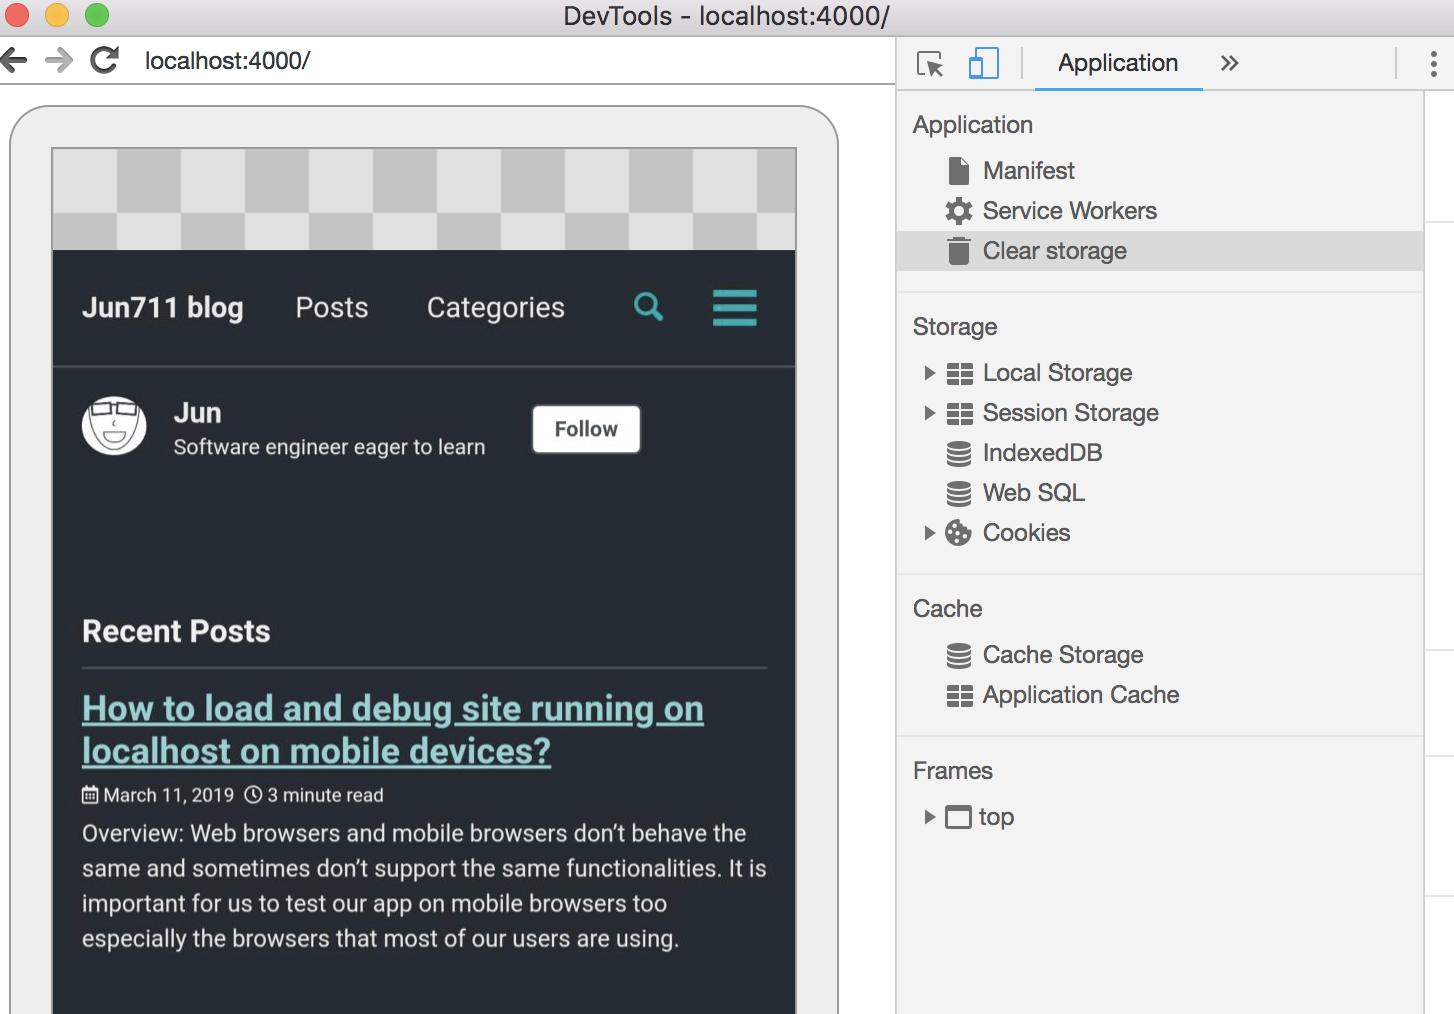 DevTools - localhost:4000/
localhost:4000/
Jun711 blog Posts Categories
Jun
Software engineer eager to learn
Follow
Recent Posts
How to load and debug site running on
localhost on mobile devices?
March 11, 2019 3 minute read
Overview: Web browsers and mobile browsers don’t behave the
same and sometimes don’t support the same functionalities. It is
important for us to test our app on mobile browsers too
especially the browsers that most of our users are using.
Application
Application
Manifest
Service Workers
Clear storage
Storage
Local Storage
Session Storage
IndexedDB
Web SQL
Cookies
Cache
Cache Storage
Application Cache
Frames
top